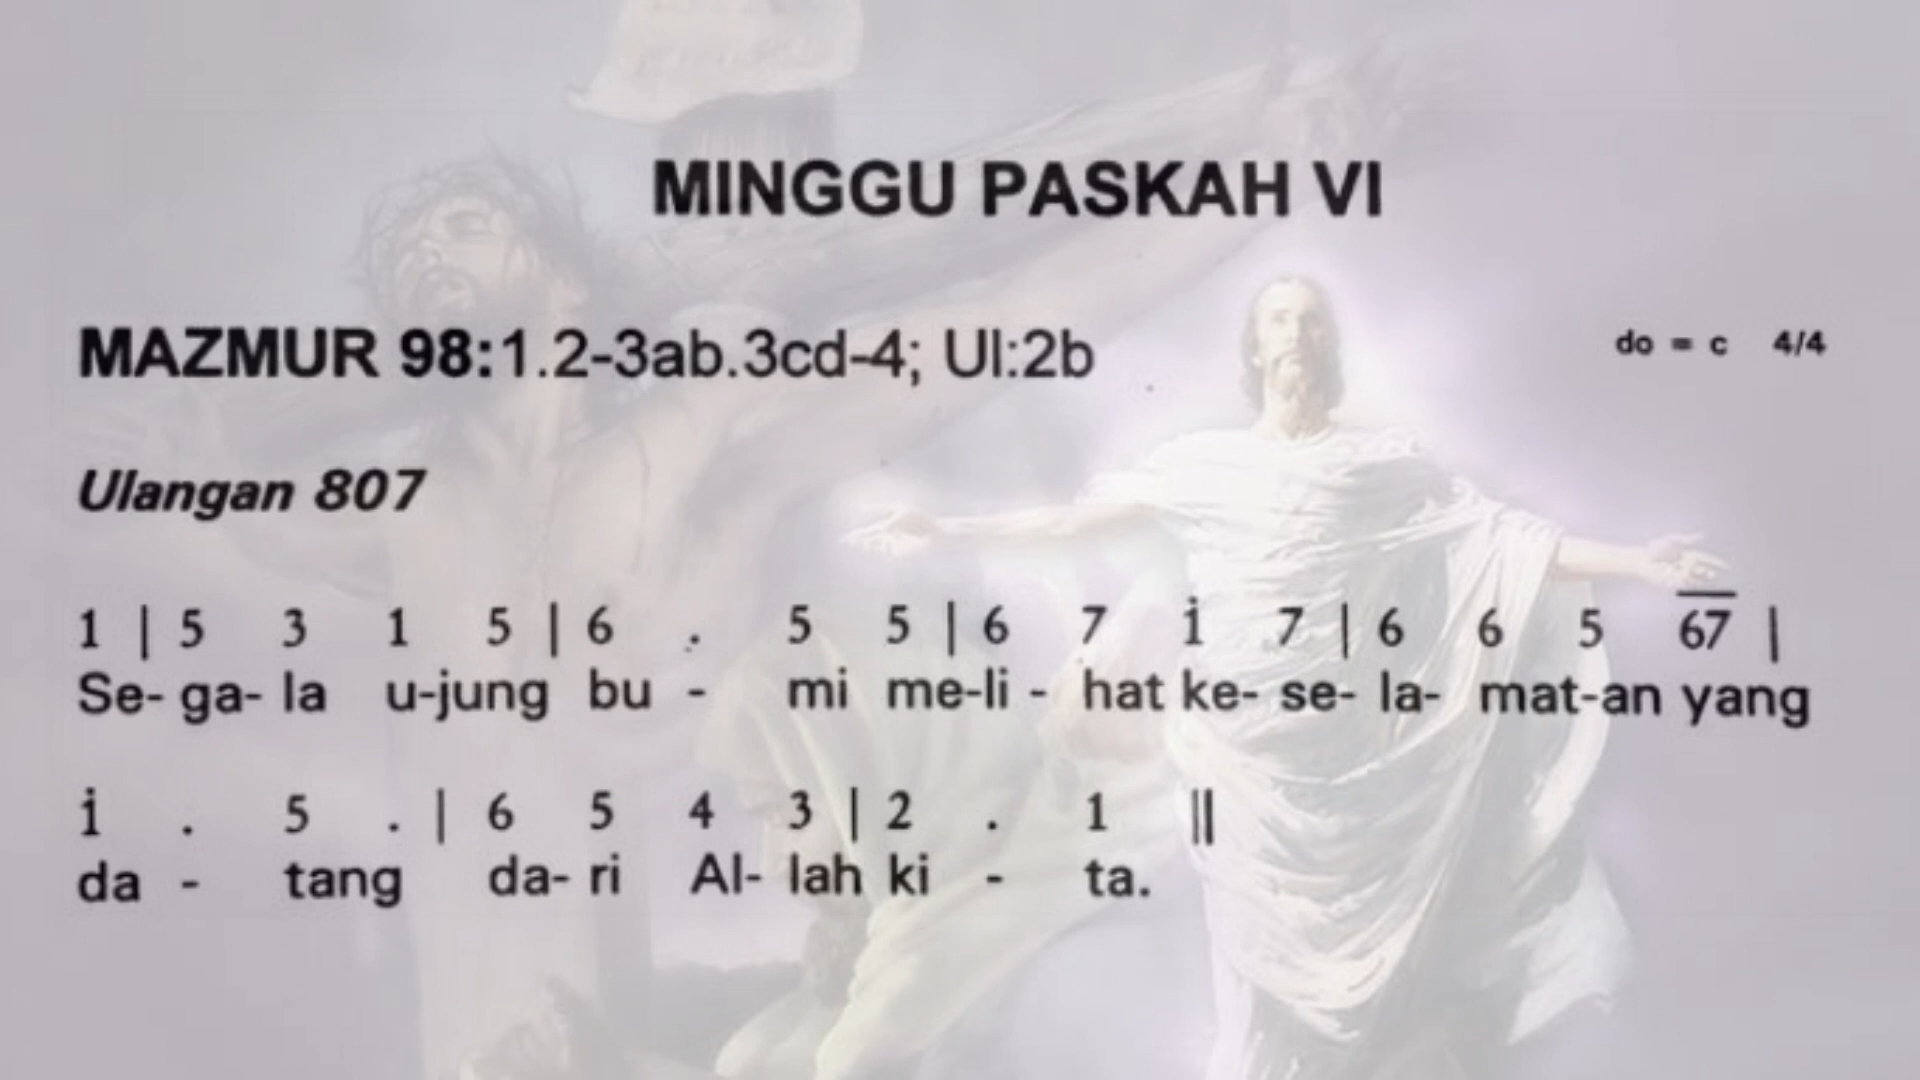 MINGGU PASKAH VI
MAZMUR 98:1.2-3ab.3cd-4; Ul:2b
do = c 4/4
Ulangan 807
1 | 5 3 1 5 | 6 . 5 5 | 6 7 i 7 | 6 6 5 6̅7̅ |
Se- ga- la u-jung bu - mi me-li - hat ke- se- la- mat-an yang
i . 5 . | 6 5 4 3 | 2 . 1 ||
da - tang da- ri Al- lah ki - ta.